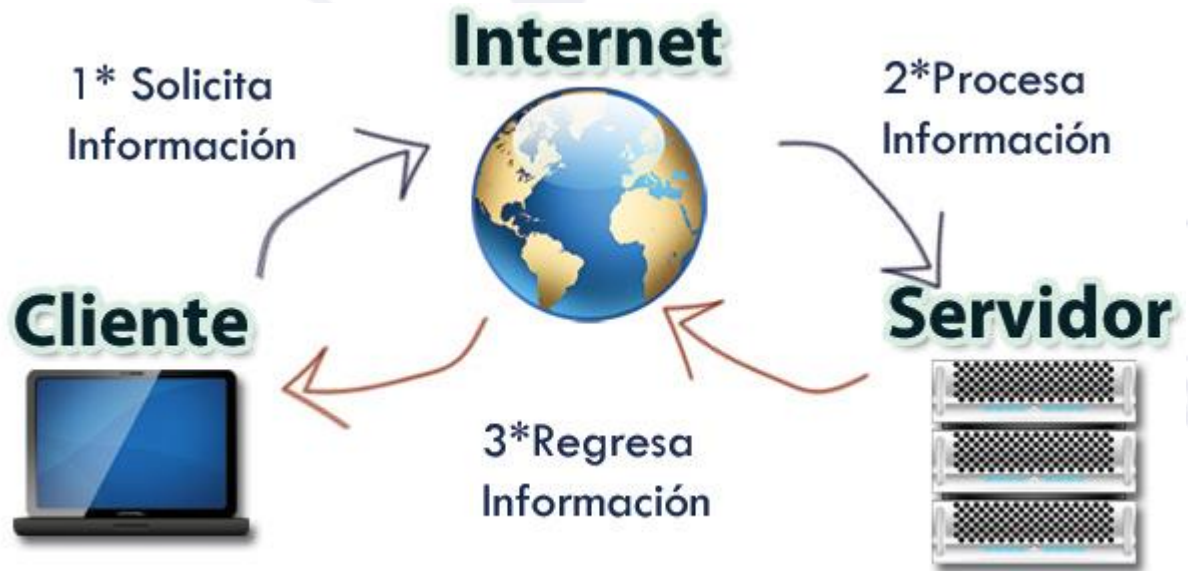 Internet
1* Solicita
Información
2*Procesa
Información
Cliente
Servidor
3*Regresa
Información